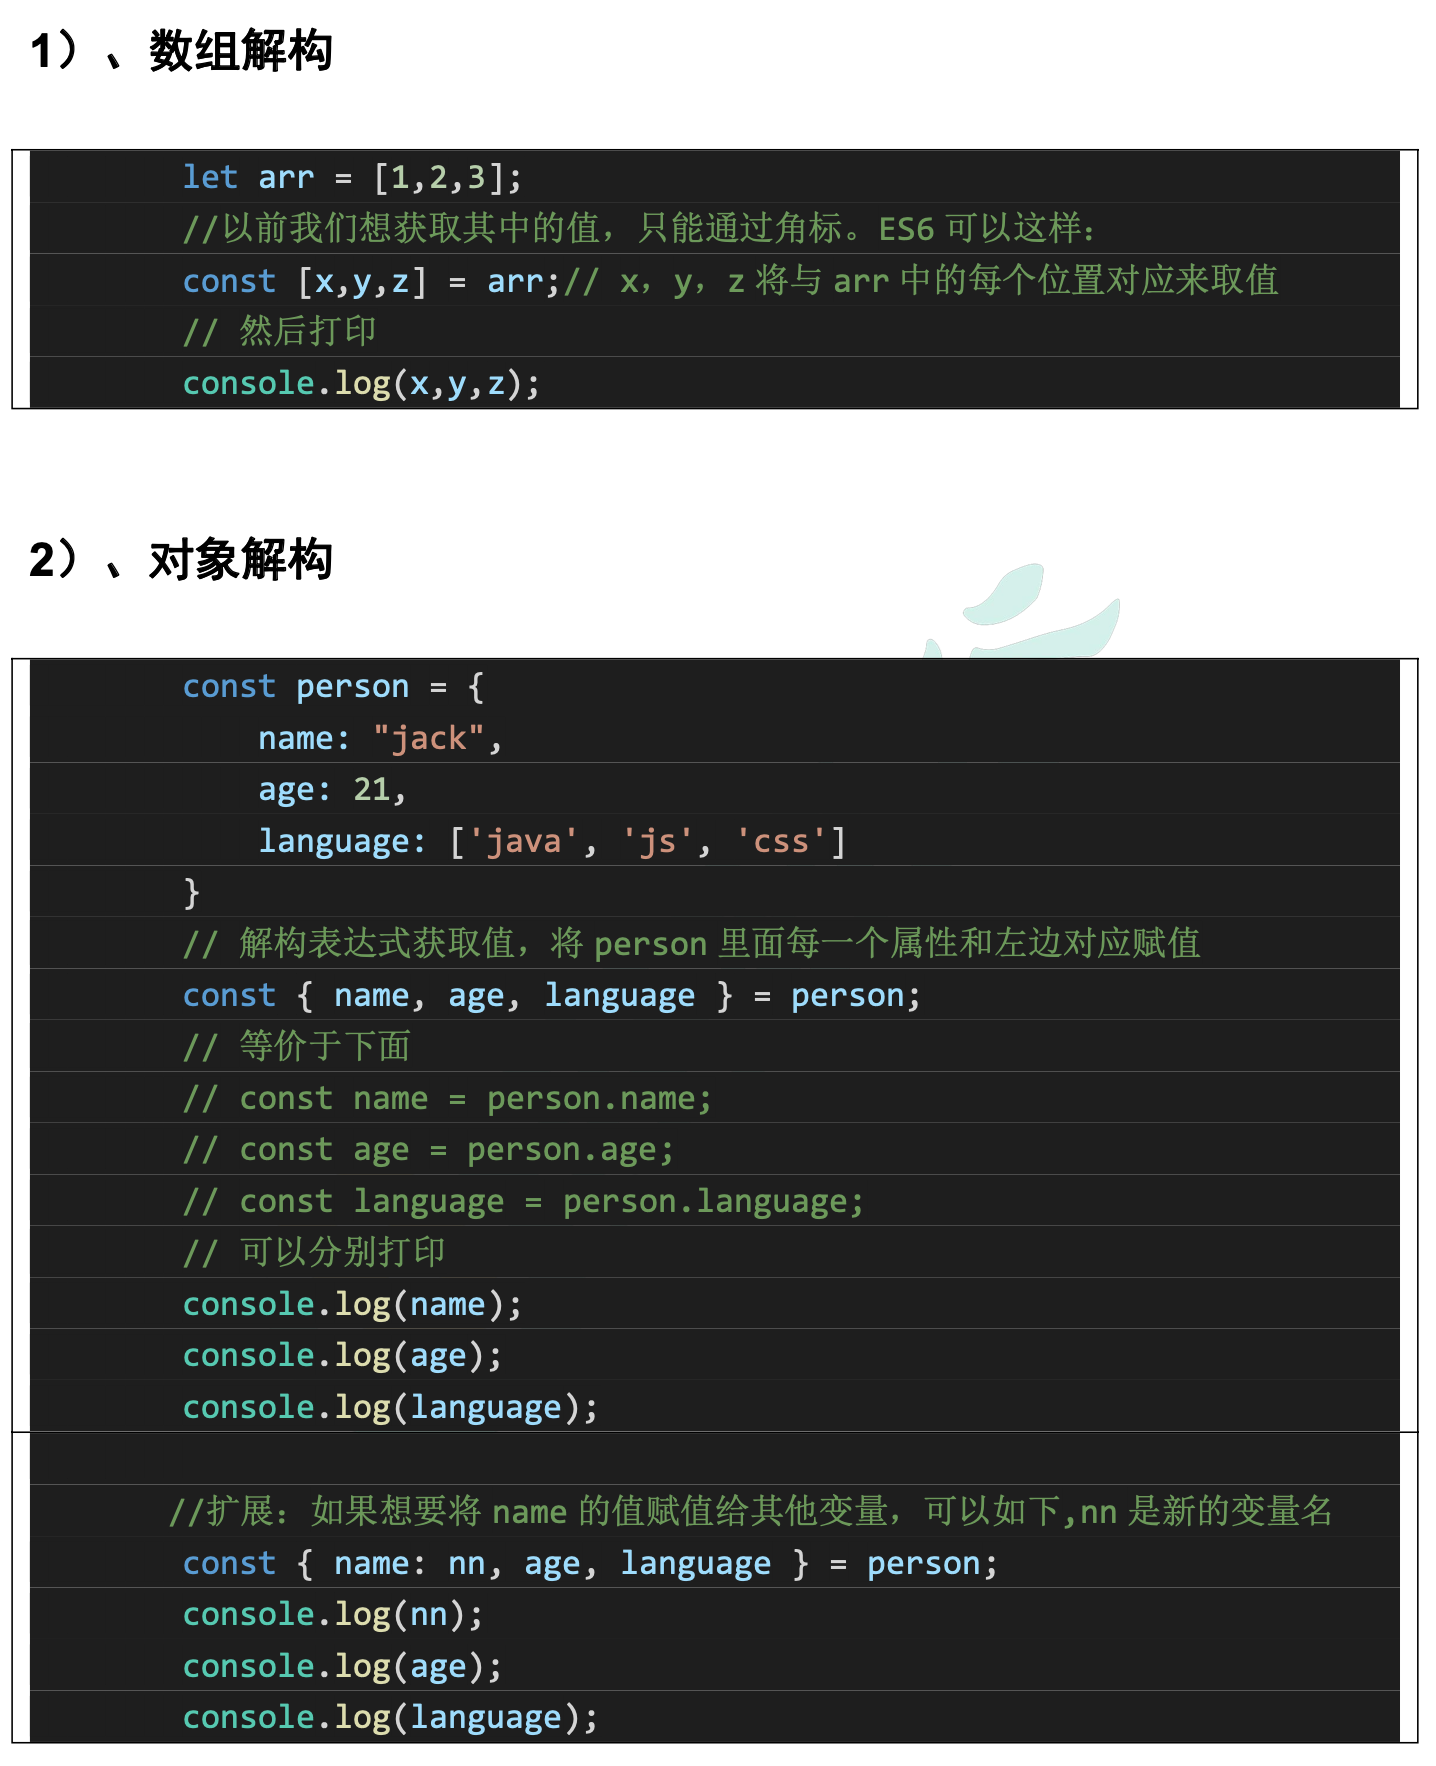 1）、数组解构
let arr = [1,2,3];
//以前我们想获取其中的值，只能通过角标。ES6 可以这样：
const [x,y,z] = arr;// x，y，z 将与 arr 中的每个位置对应来取值
// 然后打印
console.log(x,y,z);
2）、对象解构
const person = {
    name: "jack",
    age: 21,
    language: ['java', 'js', 'css']
}
// 解构表达式获取值，将 person 里面每一个属性和左边对应赋值
const { name, age, language } = person;
// 等价于下面
// const name = person.name;
// const age = person.age;
// const language = person.language;
// 可以分别打印
console.log(name);
console.log(age);
console.log(language);
//扩展：如果想要将 name 的值赋值给其他变量，可以如下,nn 是新的变量名
const { name: nn, age, language } = person;
console.log(nn);
console.log(age);
console.log(language);